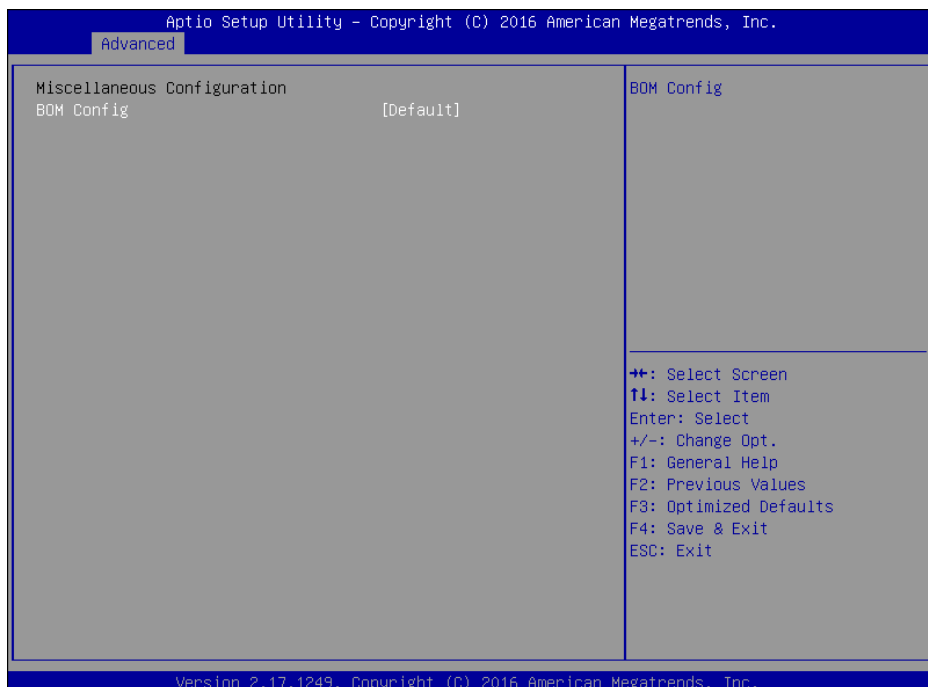 Aptio Setup Utility – Copyright (C) 2016 American Megatrends, Inc.
Advanced
Miscellaneous Configuration
BOM Config [Default]
BOM Config
→←: Select Screen
↑↓: Select Item
Enter: Select
+/-: Change Opt.
F1: General Help
F2: Previous Values
F3: Optimized Defaults
F4: Save & Exit
ESC: Exit
Version 2.17.1249. Copyright (C) 2016 American Megatrends, Inc.